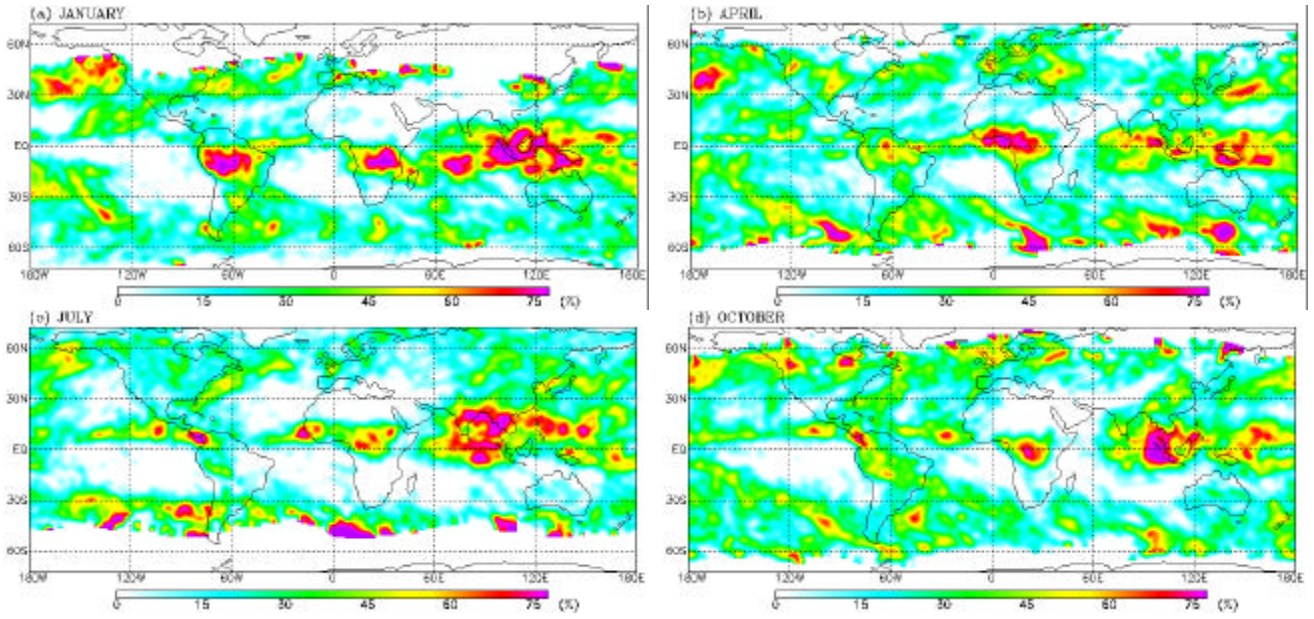 (a) JANUARY
60N
30N
EQ
30S
60S
180W 120W 60W 0 60E 120E 180E
0 15 30 45 60 75 (%)
(b) APRIL
60N
30N
EQ
30S
60S
180W 120W 60W 0 60E 120E 180E
0 15 30 45 60 75 (%)
(c) JULY
60N
30N
EQ
30S
60S
180W 120W 60W 0 60E 120E 180E
0 15 30 45 60 75 (%)
(d) OCTOBER
60N
30N
EQ
30S
60S
180W 120W 60W 0 60E 120E 180E
0 15 30 45 60 75 (%)